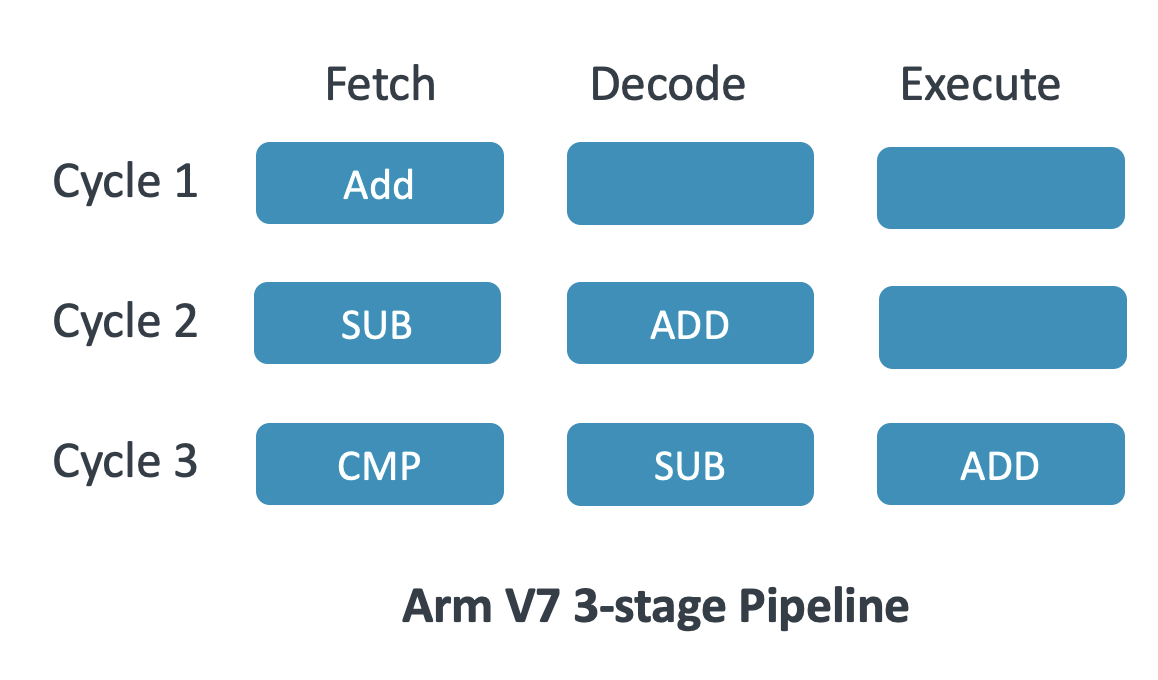 Fetch Decode Execute
Cycle 1 Add
Cycle 2 SUB ADD
Cycle 3 CMP SUB ADD
Arm V7 3-stage Pipeline